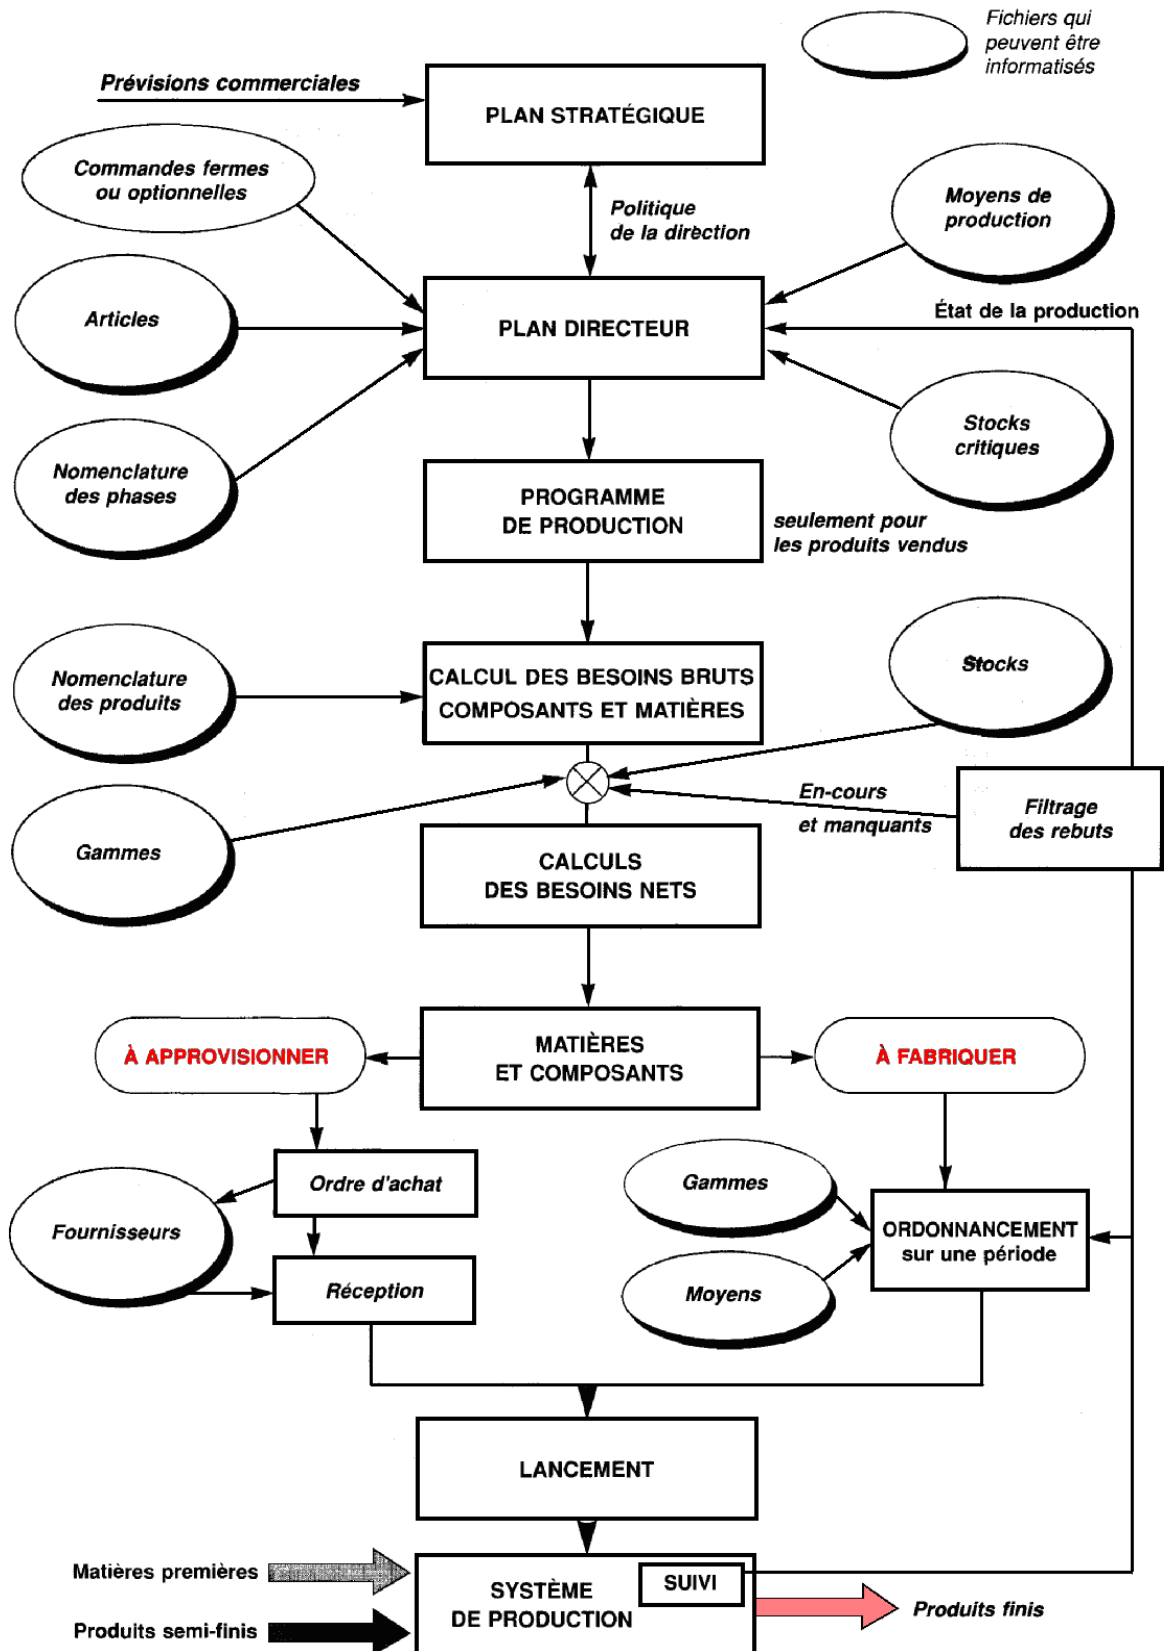 Fichiers qui
peuvent être
informatisés
Prévisions commerciales
PLAN STRATÉGIQUE
Commandes fermes
ou optionnelles
Politique
de la direction
Moyens de
production
Articles
PLAN DIRECTEUR
État de la production
Nomenclature
des phases
Stocks
critiques
PROGRAMME
DE PRODUCTION
seulement pour
les produits vendus
Nomenclature
des produits
CALCUL DES BESOINS BRUTS
COMPOSANTS ET MATIÈRES
Stocks
Gammes
En-cours
et manquants
Filtrage
des rebuts
CALCULS
DES BESOINS NETS
À APPROVISIONNER
MATIÈRES
ET COMPOSANTS
À FABRIQUER
Ordre d'achat
Fournisseurs
Réception
Gammes
Moyens
ORDONNANCEMENT
sur une période
LANCEMENT
Matières premières
Produits semi-finis
SYSTÈME
DE PRODUCTION
SUIVI
Produits finis